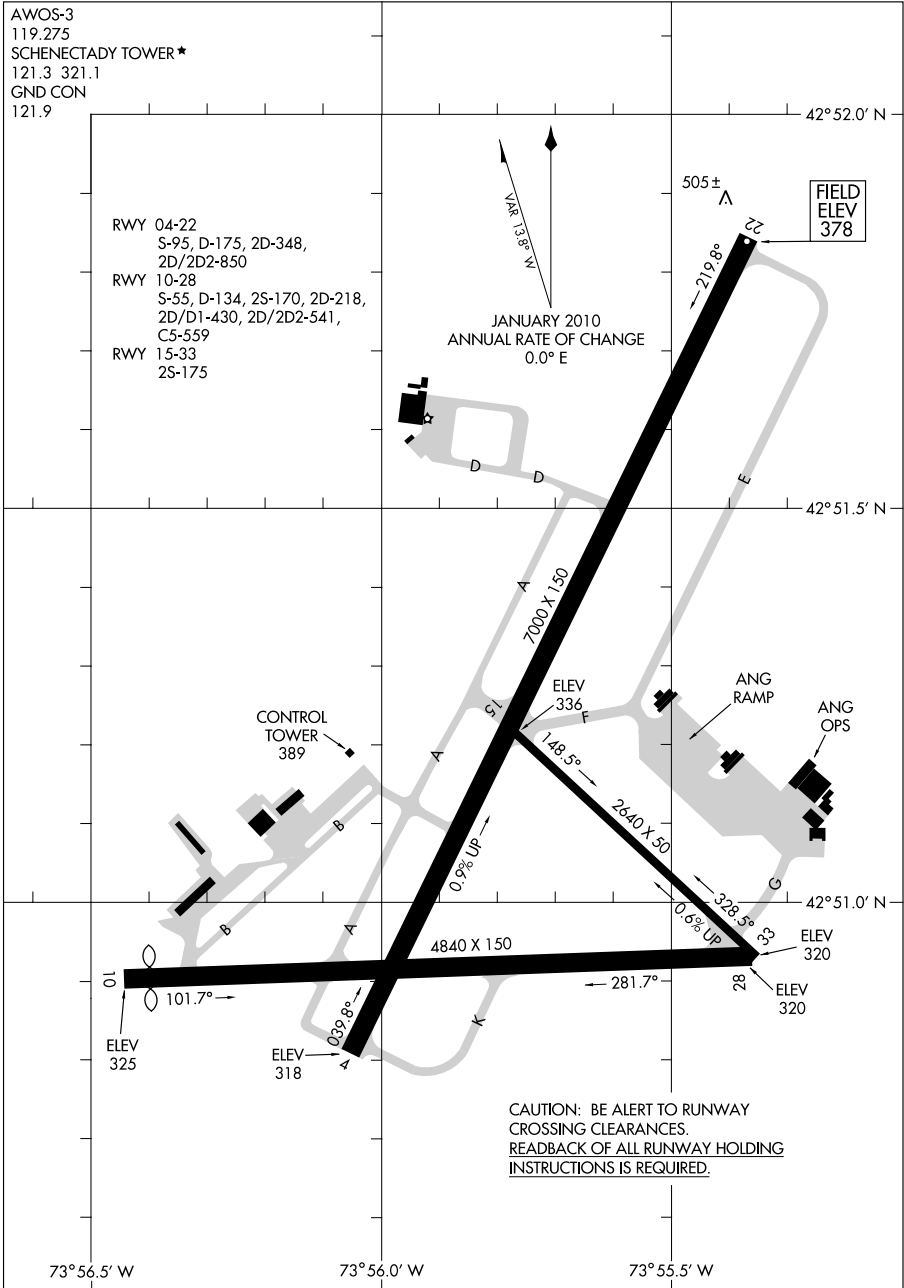 AWOS-3
119.275
SCHENECTADY TOWER★
121.3 321.1
GND CON
121.9
42°52.0' N
RWY 04-22
S-95, D-175, 2D-348,
2D/2D2-850
RWY 10-28
S-55, D-134, 2S-170, 2D-218,
2D/D1-430, 2D/2D2-541,
C5-559
RWY 15-33
2S-175
VAR 13.8° W
JANUARY 2010
ANNUAL RATE OF CHANGE
0.0° E
505±
22
FIELD
ELEV
378
219.8°
D
D
E
42°51.5' N
A
7000 X 150
ELEV
336
15
F
ANG
RAMP
ANG
OPS
CONTROL
TOWER
389
A
148.5°
2640 X 50
B
0.9% UP
G
42°51.0' N
B
A
328.5°
0.6% UP
33
4840 X 150
ELEV
320
10
101.7°
281.7°
28
ELEV
320
039.8°
K
ELEV
325
ELEV
318
4
CAUTION: BE ALERT TO RUNWAY
CROSSING CLEARANCES.
READBACK OF ALL RUNWAY HOLDING
INSTRUCTIONS IS REQUIRED.
73°56.5' W
73°56.0' W
73°55.5' W